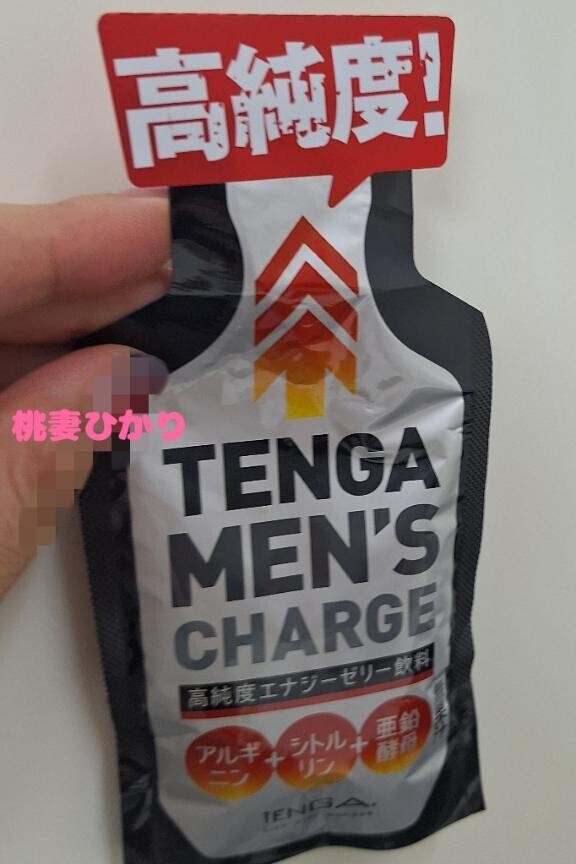 高純度!
桃妻ひかり
TENGA
MEN'S
CHARGE
高純度エナジーゼリー飲料
アルギ
ニン
+
シトル
リン
+
亜鉛
酵母
TENGA.